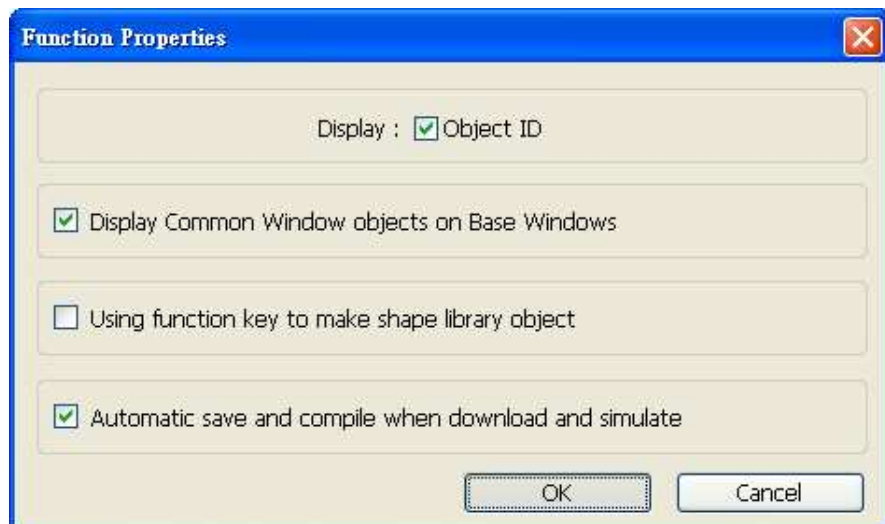 Function Properties
Display : Object ID
Display Common Window objects on Base Windows
Using function key to make shape library object
Automatic save and compile when download and simulate
OK Cancel